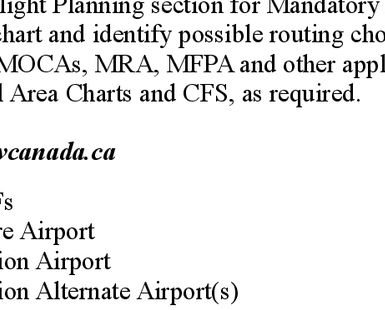 light Planning section for Mandatory
chart and identify possible routing cho
MOCAs, MRA, MFPA and other appl
l Area Charts and CFS, as required.
vcanada.ca
Fs
re Airport
ion Airport
ion Alternate Airport(s)